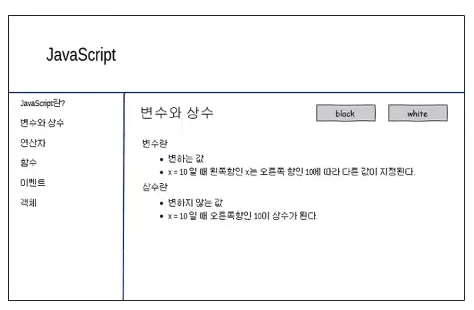 JavaScript
JavaScript란?
변수와 상수
연산자
함수
이벤트
객체
변수와 상수
black
white
변수란
변하는 값
x = 10 일 때 왼쪽항인 x는 오른쪽 항인 10에 따라 다른 값이 지정된다.
상수란
변하지 않는 값
x = 10 일 때 오른쪽항인 10이 상수가 된다.